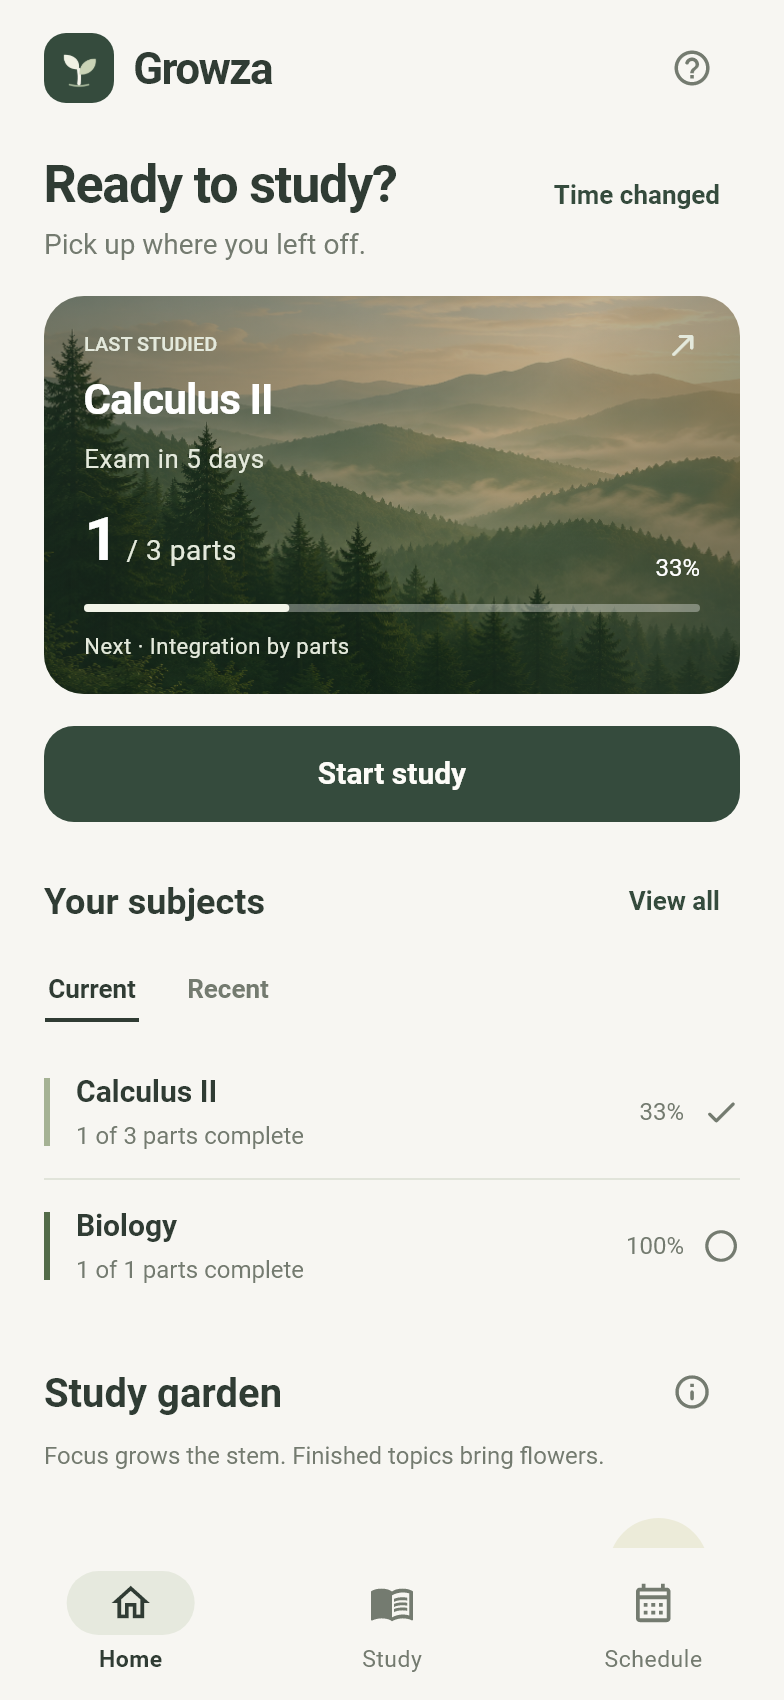 Growza
Ready to study?
Time changed
Pick up where you left off.
LAST STUDIED
Calculus II
Exam in 5 days
1 / 3 parts
33%
Next · Integration by parts
Start study
Your subjects
View all
Current
Recent
Calculus II
1 of 3 parts complete
33%
Biology
1 of 1 parts complete
100%
Study garden
Focus grows the stem. Finished topics bring flowers.
Home
Study
Schedule